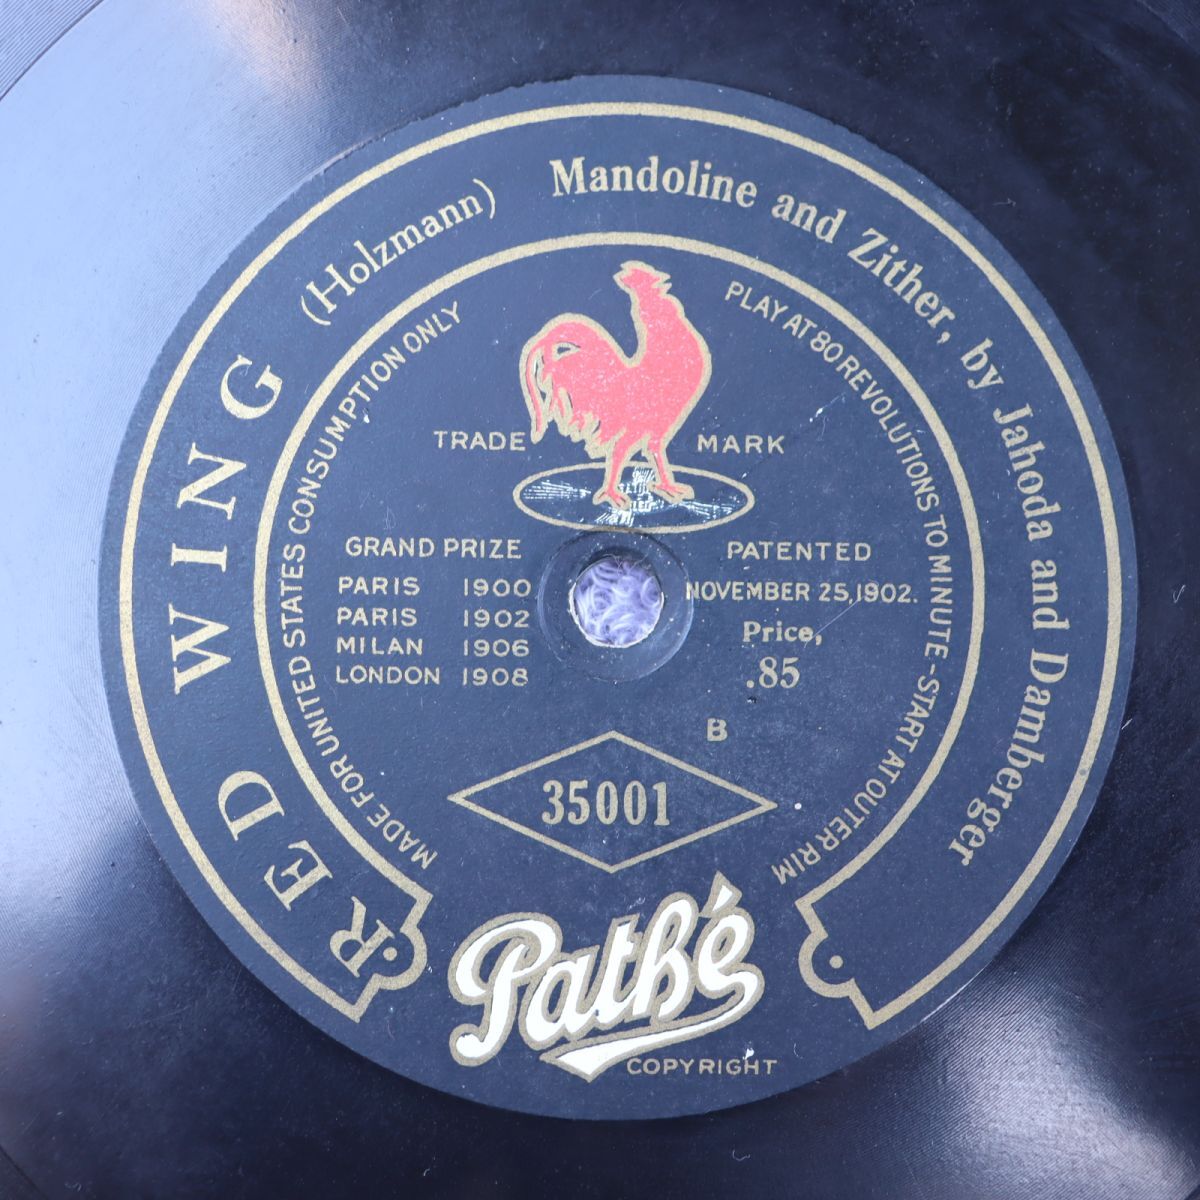 RED WING (Holzmann) Mandoline and Zither, by Jahoda and Damberger
MADE FOR UNITED STATES CONSUMPTION ONLY
PLAY AT 80 REVOLUTIONS TO MINUTE - START AT OUTER RIM
TRADE MARK
GRAND PRIZE
PARIS 1900
PARIS 1902
MILAN 1906
LONDON 1908
PATENTED
NOVEMBER 25, 1902.
Price,
.85
B
35001
Pathé
COPYRIGHT